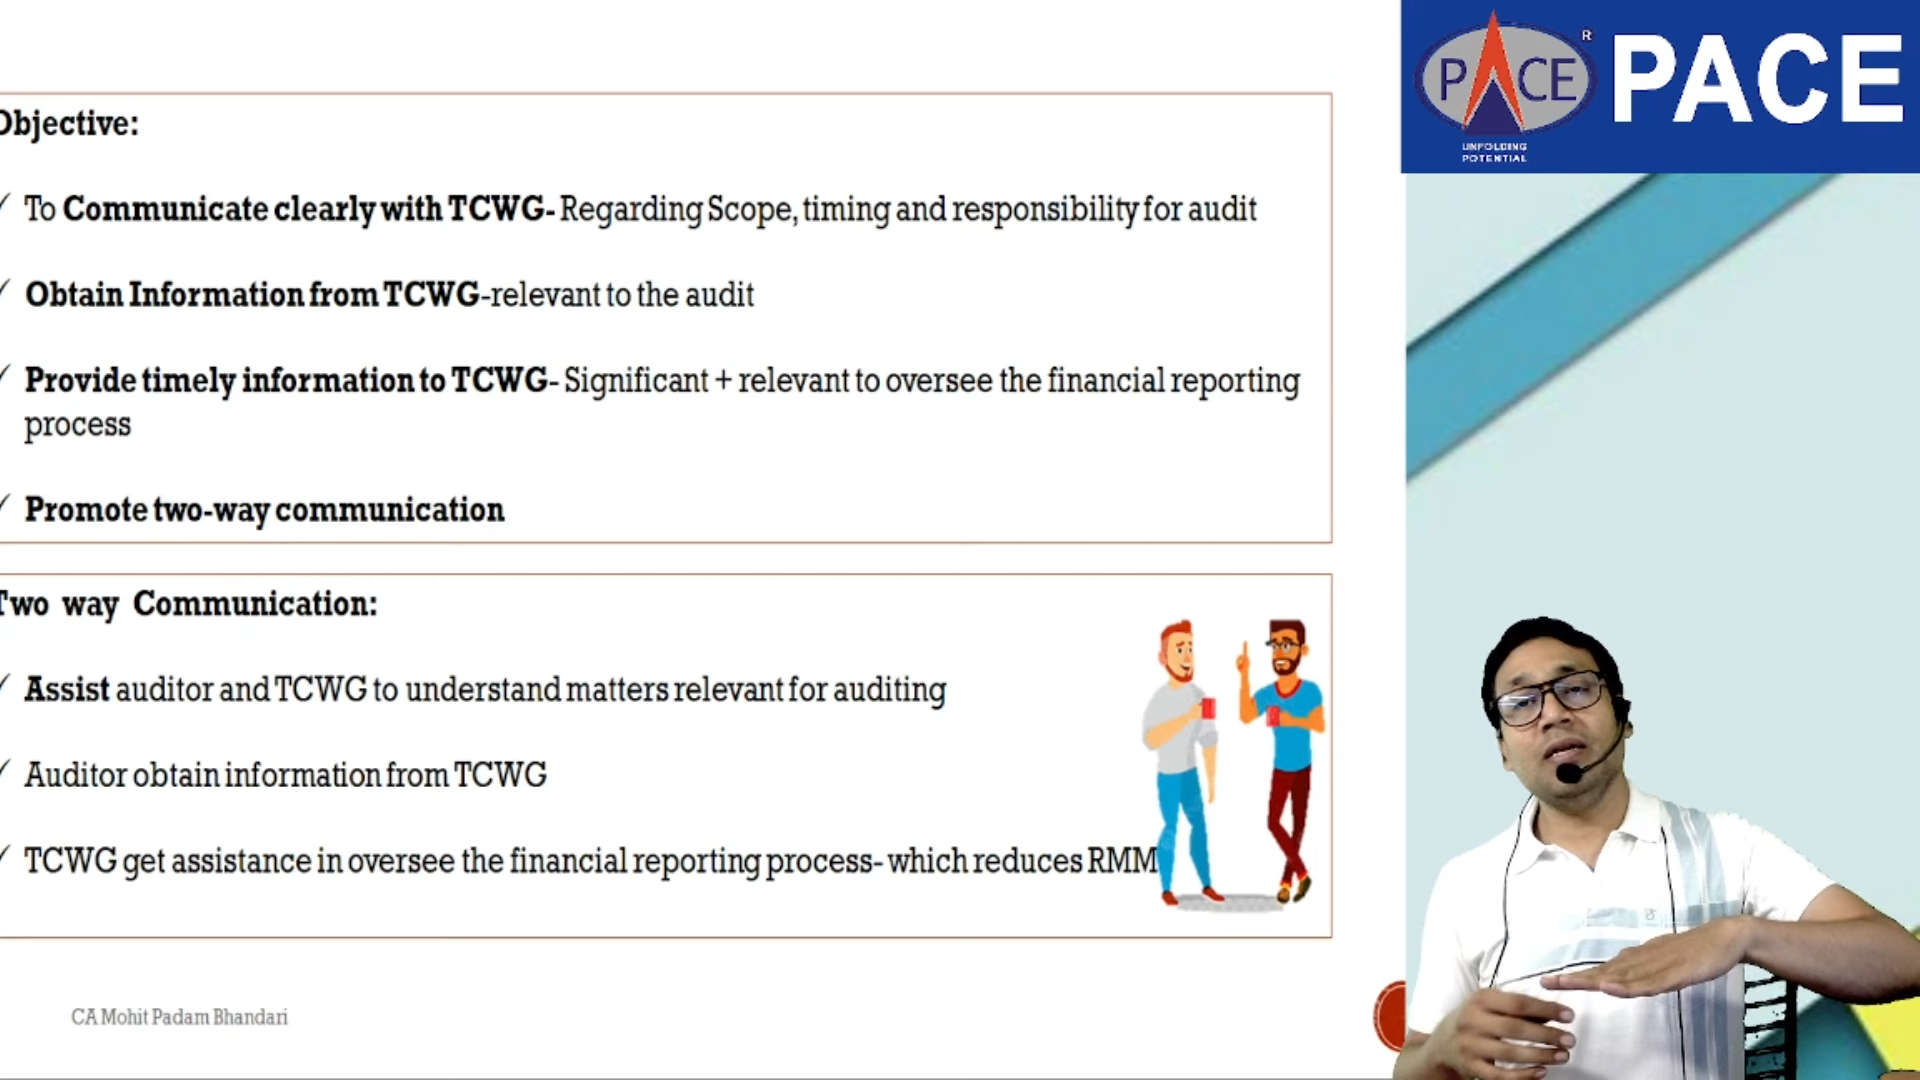 Objective:
To Communicate clearly with TCWG- Regarding Scope, timing and responsibility for audit
Obtain Information from TCWG-relevant to the audit
Provide timely information to TCWG- Significant + relevant to oversee the financial reporting
process
Promote two-way communication
Two way Communication:
Assist auditor and TCWG to understand matters relevant for auditing
Auditor obtain information from TCWG
TCWG get assistance in oversee the financial reporting process- which reduces RMM
CA Mohit Padam Bhandari
PACE
R
UNFOLDING
POTENTIAL
PACE